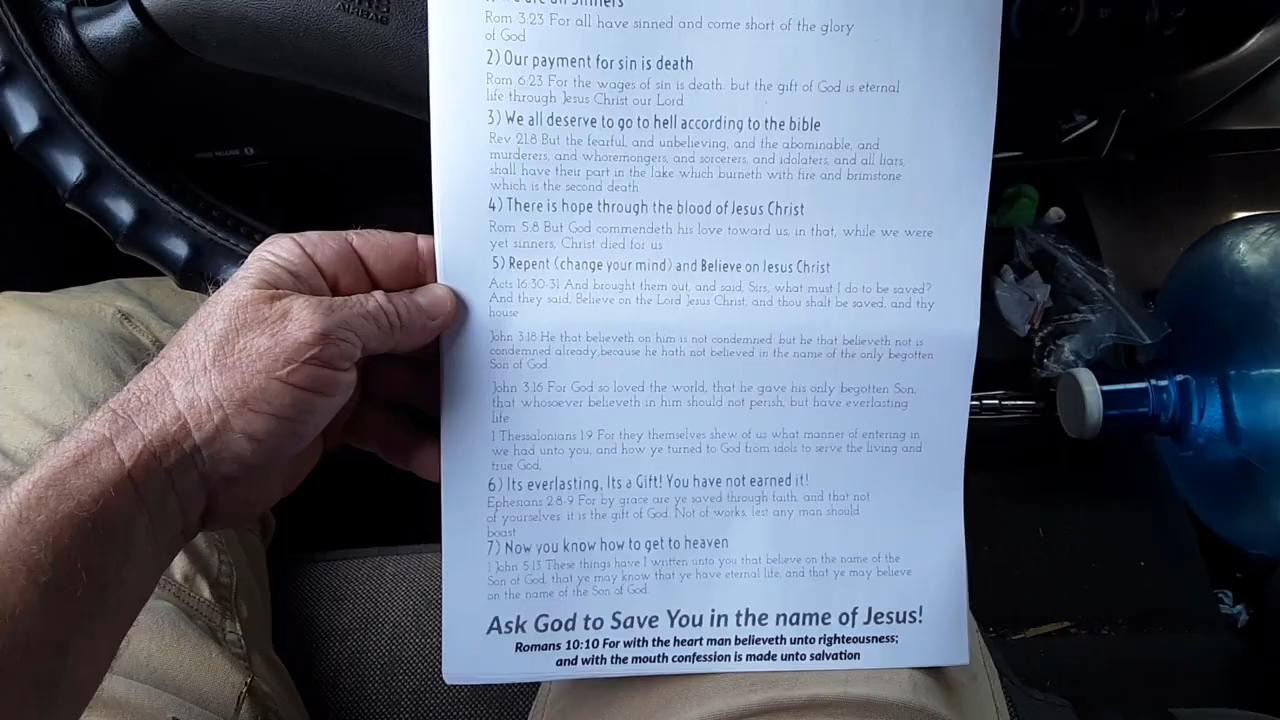 AIRBAG
We are all Sinners
Rom 3:23 For all have sinned and come short of the glory
of God
2) Our payment for sin is death
Rom 6:23 For the wages of sin is death. but the gift of God is eternal
life through Jesus Christ our Lord
3) We all deserve to go to hell according to the bible
Rev 21:8 But the fearful, and unbelieving, and the abominable, and
murderers, and whoremongers, and sorcerers, and idolaters, and all liars,
shall have their part in the lake which burneth with fire and brimstone
which is the second death
4) There is hope through the blood of Jesus Christ
Rom 5:8 But God commendeth his love toward us, in that, while we were
yet sinners, Christ died for us
5) Repent (change your mind) and Believe on Jesus Christ
Acts 16:30-31 And brought them out, and said, Sirs, what must I do to be saved?
And they said, Believe on the Lord Jesus Christ, and thou shalt be saved, and thy
house
John 3:18 He that believeth on him is not condemned: but he that believeth not is
condemned already,because he hath not believed in the name of the only begotten
Son of God.
John 3:16 For God so loved the world, that he gave his only begotten Son,
that whosoever believeth in him should not perish, but have everlasting
life
1 Thessalonians 1:9 For they themselves shew of us what manner of entering in
we had unto you, and how ye turned to God from idols to serve the living and
true God;
6) Its everlasting, Its a Gift! You have not earned it!
Ephesians 2:8-9 For by grace are ye saved through faith, and that not
of yourselves: it is the gift of God: Not of works, lest any man should
boast
7) Now you know how to get to heaven
1 John 5:13 These things have I written unto you that believe on the name of the
Son of God; that ye may know that ye have eternal life, and that ye may believe
on the name of the Son of God.
Ask God to Save You in the name of Jesus!
Romans 10:10 For with the heart man believeth unto righteousness;
and with the mouth confession is made unto salvation